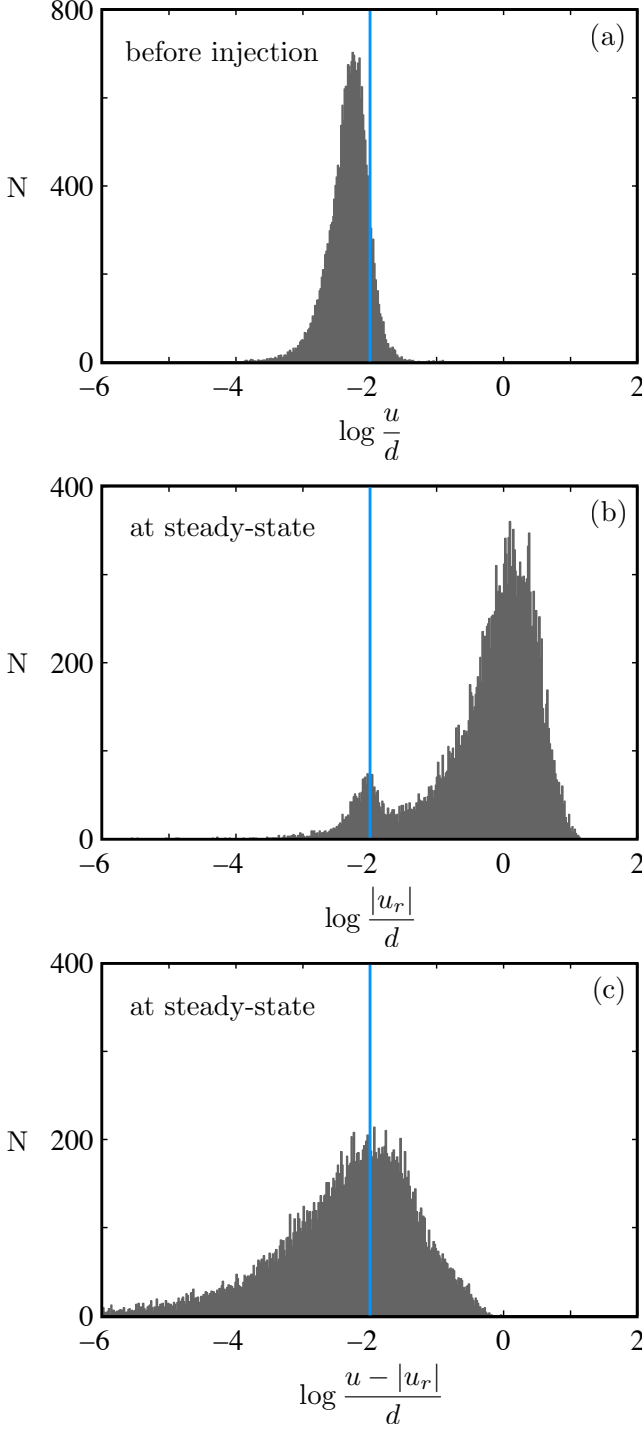 800
(a)
before injection
N 400
0
−6 −4 −2 0 2
log u/d
400
(b)
at steady-state
N 200
0
−6 −4 −2 0 2
log |u_r|/d
400
(c)
at steady-state
N 200
0
−6 −4 −2 0 2
log u − |u_r|/d